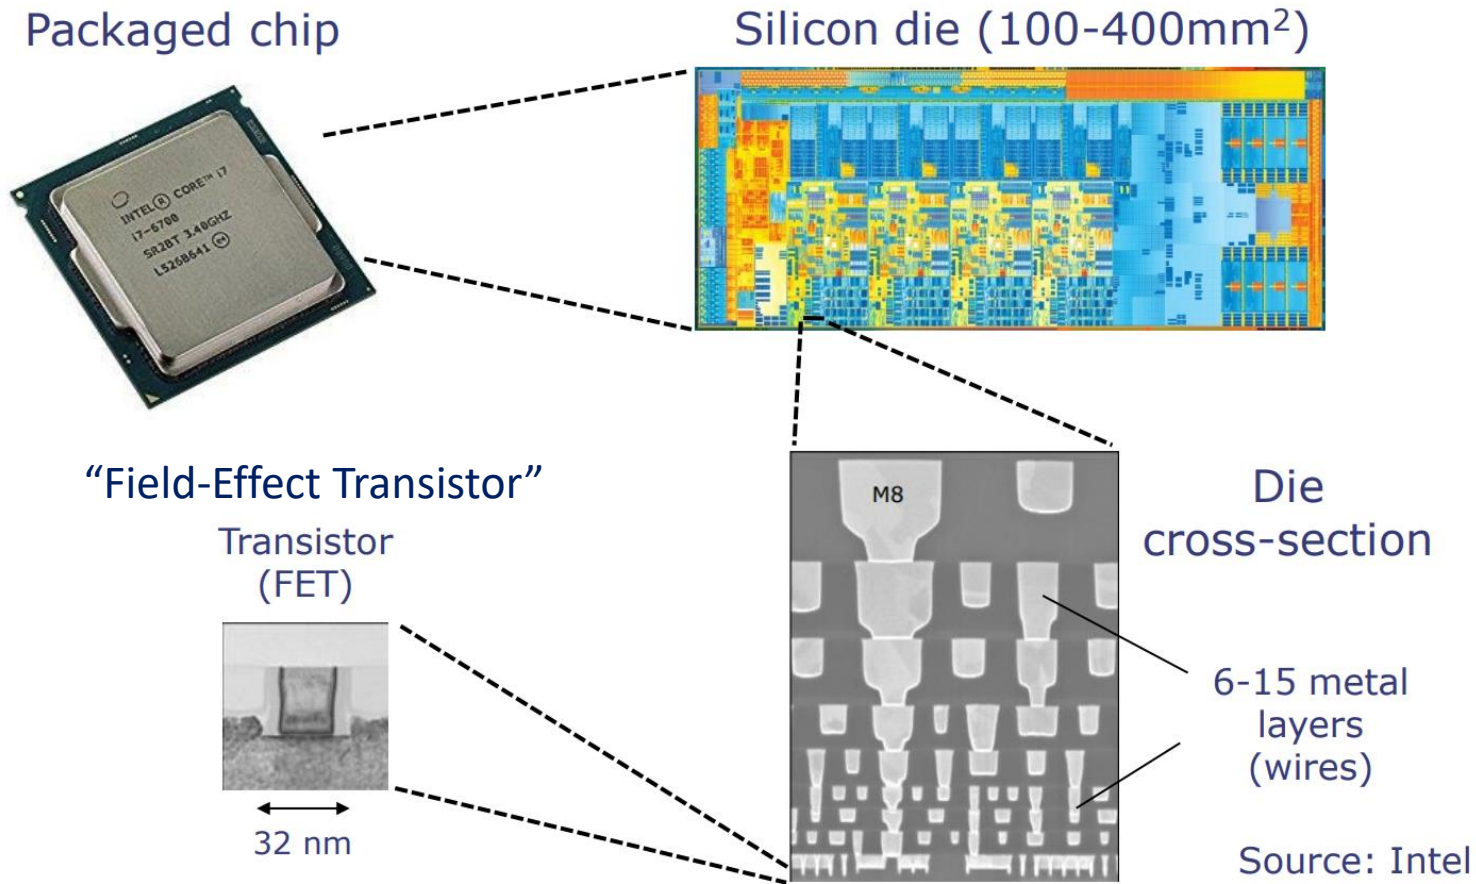 Packaged chip
Silicon die (100-400mm²)
INTEL® CORE™ i7
i7-6700
SR2BT 3.40GHZ
L526B641 e4
“Field-Effect Transistor”
Transistor
(FET)
32 nm
M8
Die
cross-section
6-15 metal
layers
(wires)
Source: Intel